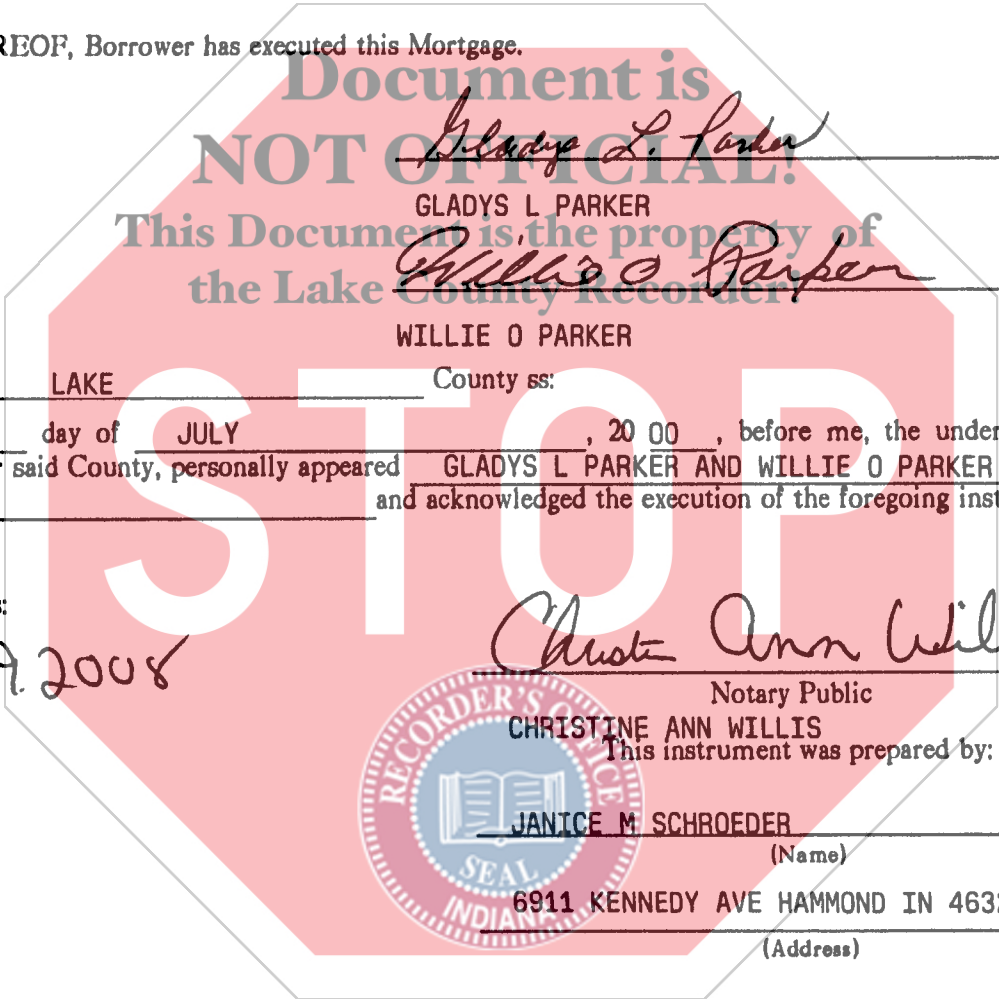 REOF, Borrower has executed this Mortgage.
Document is
NOT OFFICIAL!
Gladys L. Parker
GLADYS L PARKER
This Document is the property of
Willie O Parker
the Lake County Recorder!
WILLIE O PARKER
STOP
LAKE County ss:
day of JULY , 20 00 , before me, the under
said County, personally appeared GLADYS L PARKER AND WILLIE O PARKER
and acknowledged the execution of the foregoing inst
:
9.2008
Christine Ann Wil
Notary Public
CHRISTINE ANN WILLIS
This instrument was prepared by:
RECORDER'S OFFICE
JANICE M SCHROEDER
(Name)
SEAL
6911 KENNEDY AVE HAMMOND IN 463
INDIANA
(Address)